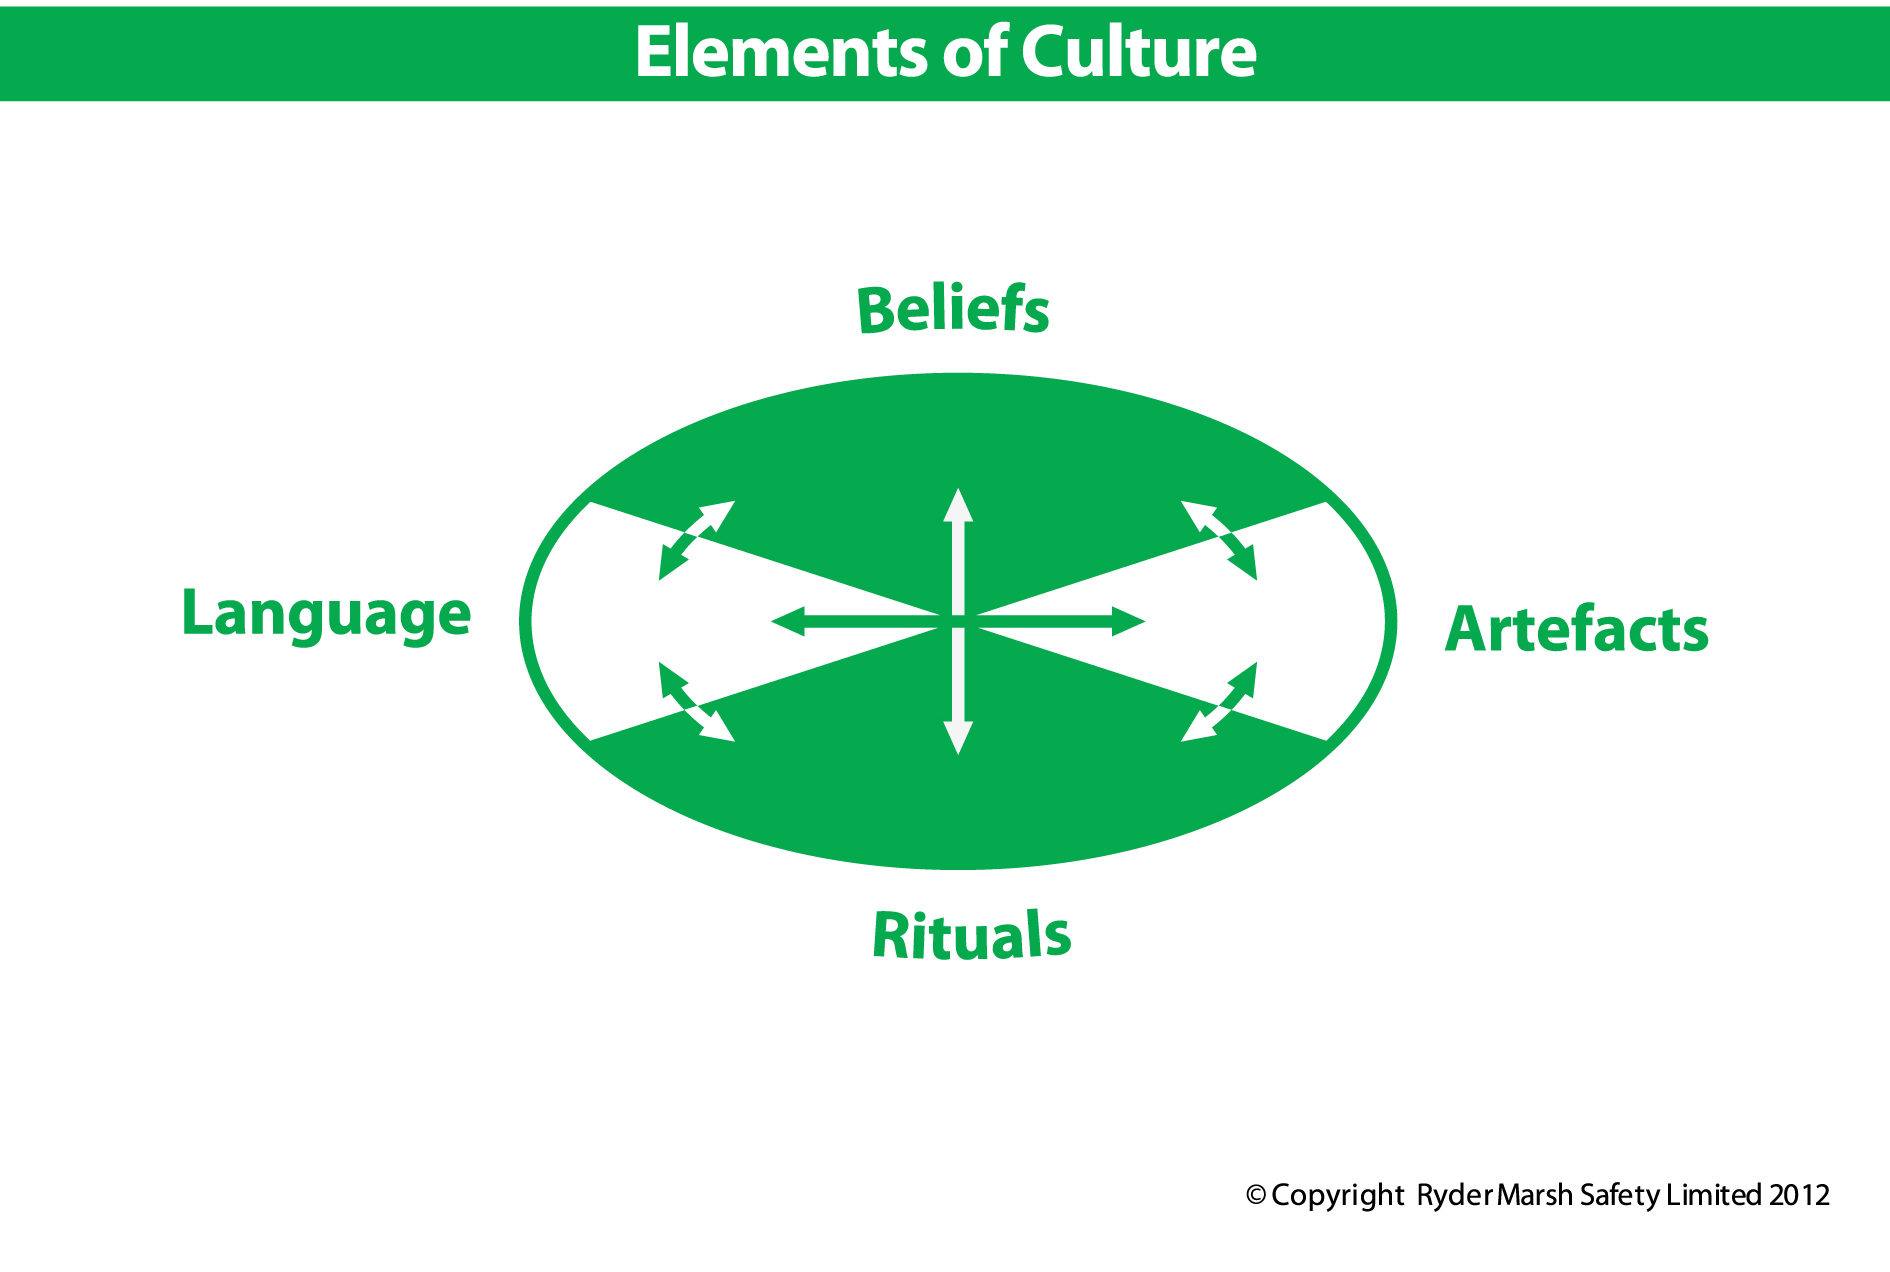 Elements of Culture
Beliefs
Language
Artefacts
Rituals
© Copyright Ryder Marsh Safety Limited 2012